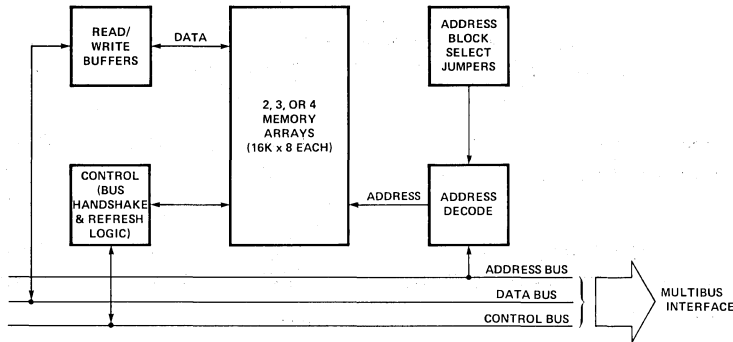 READ/
WRITE
BUFFERS
DATA
2, 3, OR 4
MEMORY
ARRAYS
(16K x 8 EACH)
ADDRESS
BLOCK
SELECT
JUMPERS
CONTROL
(BUS
HANDSHAKE
& REFRESH
LOGIC)
ADDRESS
ADDRESS
DECODE
ADDRESS BUS
DATA BUS
CONTROL BUS
MULTIBUS
INTERFACE